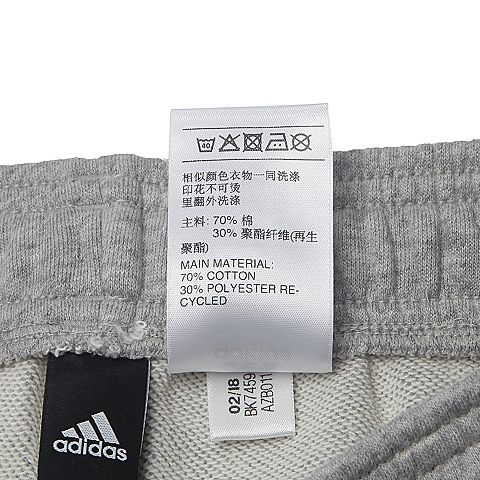 40
相似颜色衣物一同洗涤
印花不可烫
里翻外洗涤
主料: 70% 棉
30% 聚酯纤维(再生
聚酯)
MAIN MATERIAL:
70% COTTON
30% POLYESTER RE-
CYCLED
adidas
02/18
BK7459
AZB011
adidas